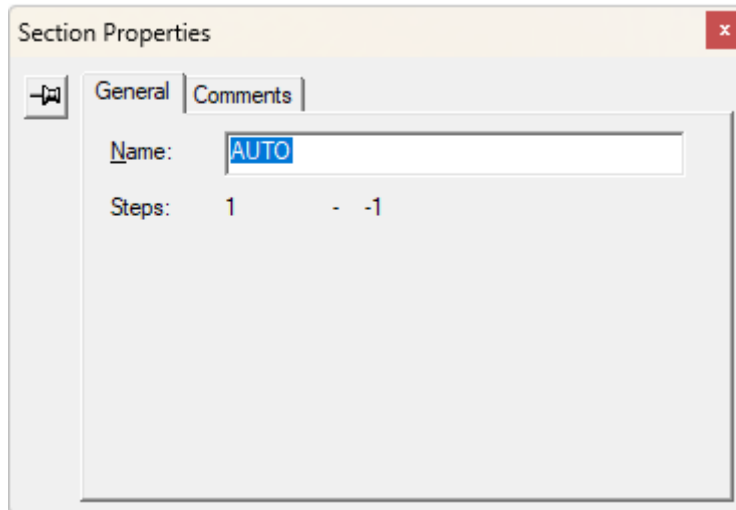 Section Properties
x
General Comments
Name: AUTO
Steps: 1 - -1